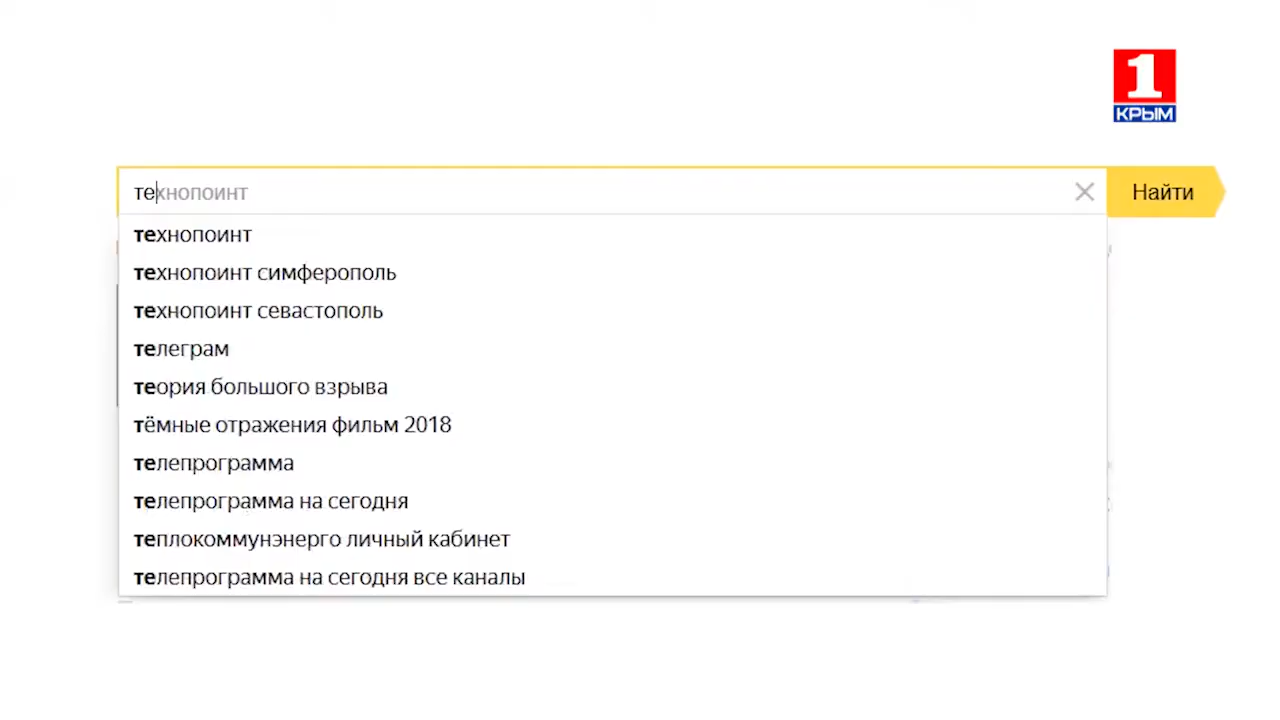 1
КРЫМ
технопоинт
Найти
технопоинт
технопоинт симферополь
технопоинт севастополь
телеграм
теория большого взрыва
тёмные отражения фильм 2018
телепрограмма
телепрограмма на сегодня
теплокоммунэнерго личный кабинет
телепрограмма на сегодня все каналы